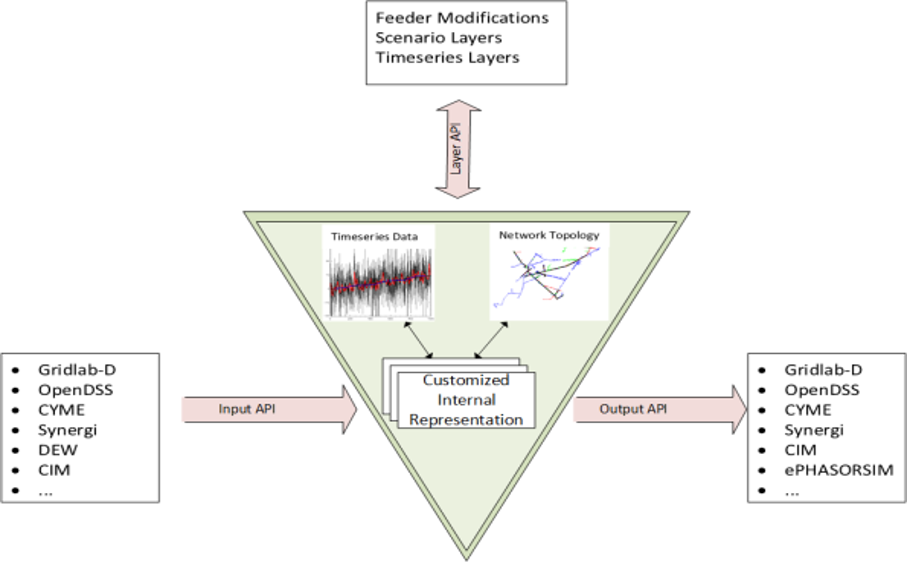 Feeder Modifications
Scenario Layers
Timeseries Layers
Layer API
Timeseries Data
Network Topology
Customized
Internal
Representation
Input API
Output API
• Gridlab-D
• OpenDSS
• CYME
• Synergi
• DEW
• CIM
• ...
• Gridlab-D
• OpenDSS
• CYME
• Synergi
• CIM
• ePHASORSIM
• ...